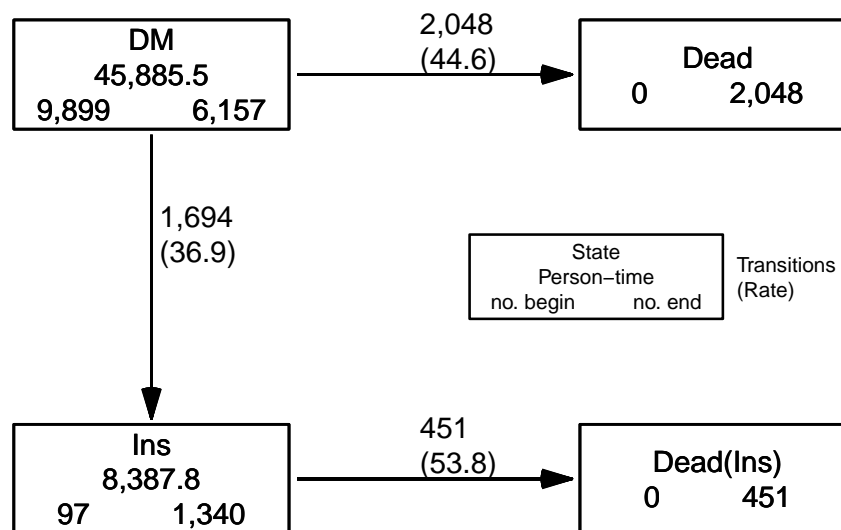 DM
45,885.5
9,899 6,157
2,048
(44.6)
Dead
0 2,048
1,694
(36.9)
State
Person−time
no. begin no. end
Transitions
(Rate)
Ins
8,387.8
97 1,340
451
(53.8)
Dead(Ins)
0 451